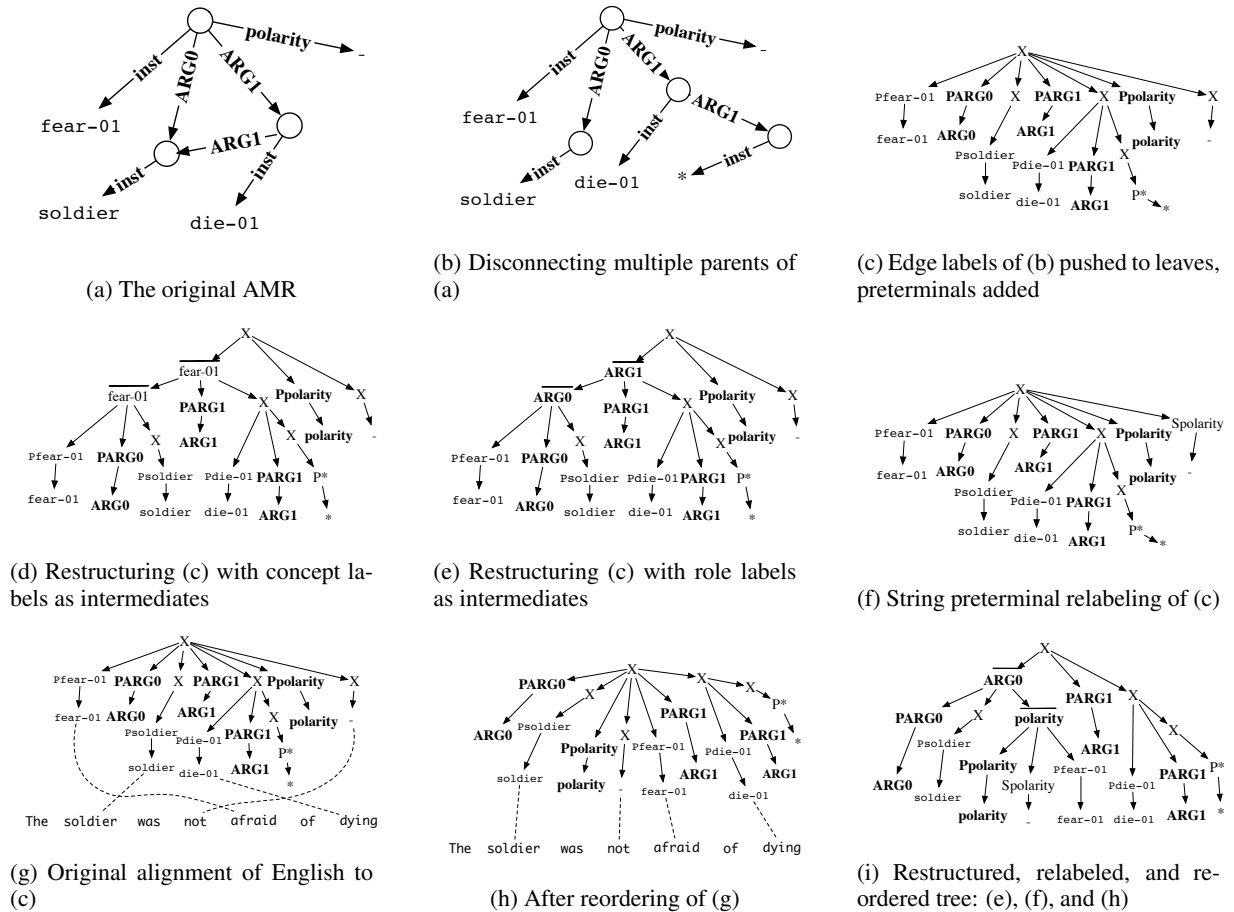 polarity
-
inst
ARG0
ARG1
fear-01
ARG1
inst
inst
soldier
die-01
(a) The original AMR
polarity
-
inst
ARG0
ARG1
ARG1
fear-01
inst
inst
inst
die-01
*
soldier
(b) Disconnecting multiple parents of
(a)
X
Pfear-01 PARG0 X PARG1 X Ppolarity X
fear-01 ARG0 ARG1 polarity -
Psoldier Pdie-01 PARG1 X
soldier die-01 ARG1 P* *
(c) Edge labels of (b) pushed to leaves,
preterminals added
X
fear-01
fear-01 PARG1 X Ppolarity X
Pfear-01 PARG0 X ARG1 X polarity -
fear-01 ARG0 Psoldier Pdie-01 PARG1 P*
soldier die-01 ARG1 *
(d) Restructuring (c) with concept la-
bels as intermediates
X
ARG1
ARG0 PARG1 X Ppolarity X
Pfear-01 PARG0 X ARG1 X polarity -
fear-01 ARG0 Psoldier Pdie-01 PARG1 P*
soldier die-01 ARG1 *
(e) Restructuring (c) with role labels
as intermediates
X
Pfear-01 PARG0 X PARG1 X Ppolarity Spolarity
fear-01 ARG0 ARG1 polarity -
Psoldier Pdie-01 PARG1 X
soldier die-01 ARG1 P* *
(f) String preterminal relabeling of (c)
X
Pfear-01 PARG0 X PARG1 X Ppolarity X
fear-01 ARG0 ARG1 X polarity -
Psoldier Pdie-01 PARG1 P*
soldier die-01 ARG1 *
The soldier was not afraid of dying
(g) Original alignment of English to
(c)
X
PARG0 X PARG1 X X P*
ARG0 Psoldier Ppolarity X Pfear-01 Pdie-01 PARG1 *
soldier polarity - fear-01 ARG1 die-01 ARG1
The soldier was not afraid of dying
(h) After reordering of (g)
X
ARG0
PARG0 X polarity PARG1 X
Psoldier ARG1 X
Ppolarity Spolarity Pfear-01 Pdie-01 PARG1 P*
ARG0 soldier polarity - fear-01 die-01 ARG1 *
(i) Restructured, relabeled, and re-
ordered tree: (e), (f), and (h)